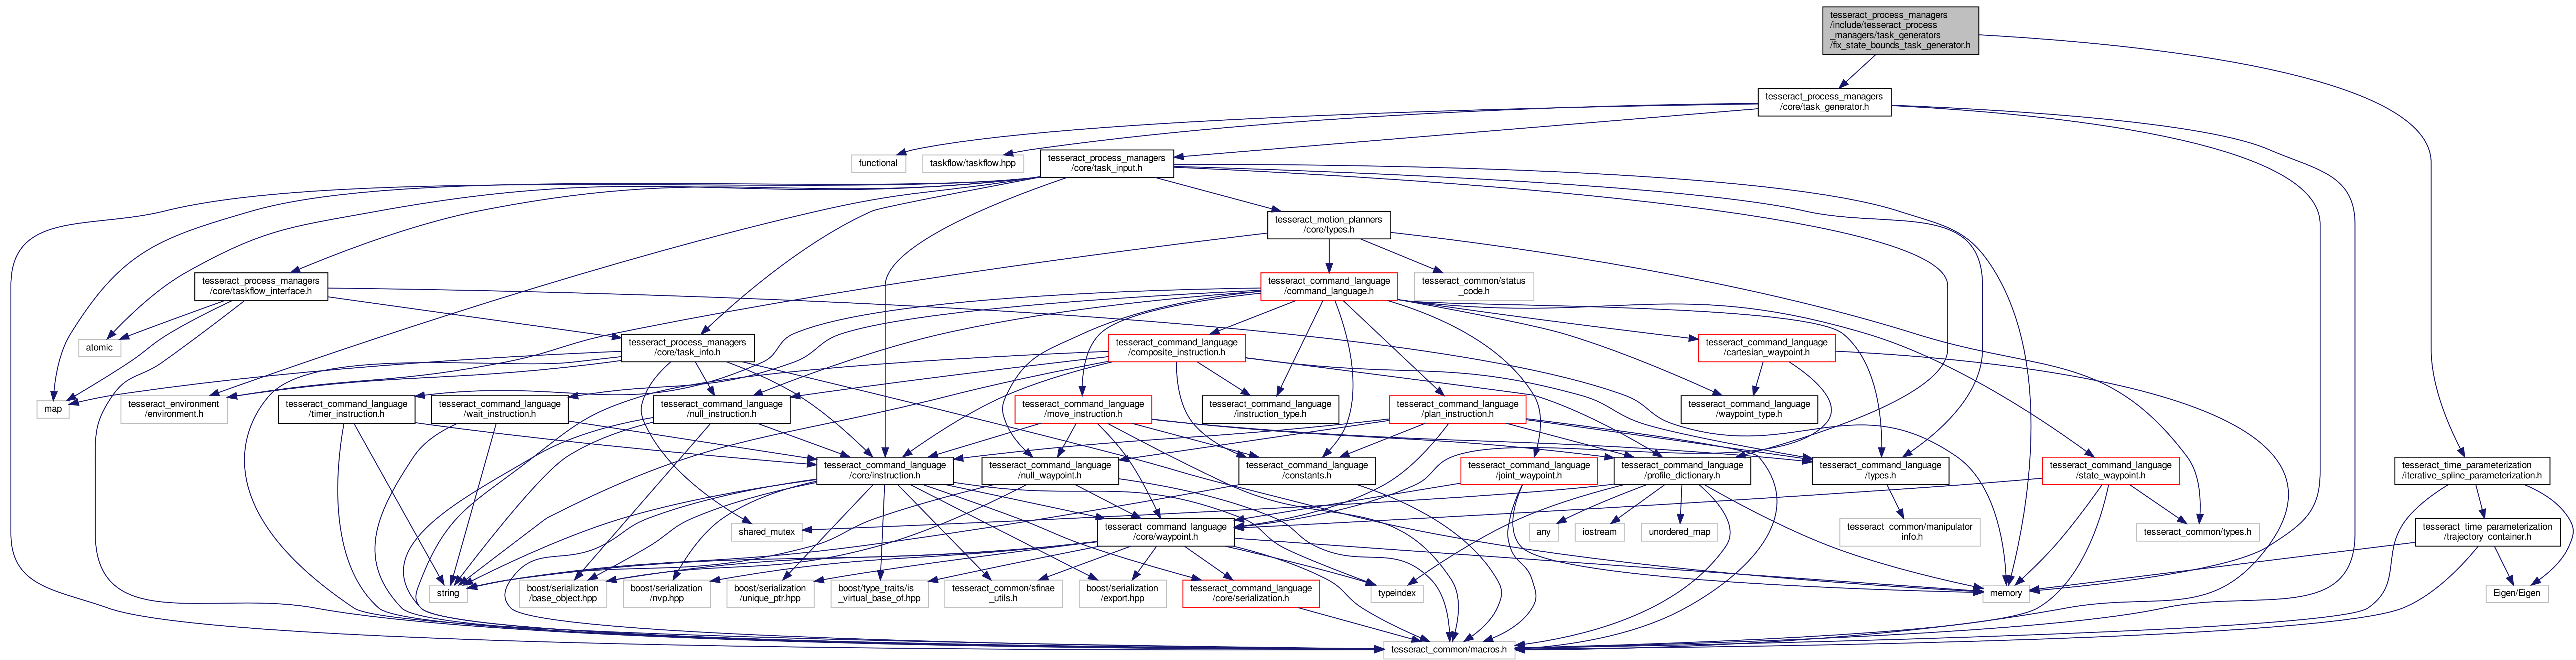 tesseract_process_managers
/include/tesseract_process
_managers/task_generators
/fix_state_bounds_task_generator.h
tesseract_process_managers
/core/task_generator.h
functional
taskflow/taskflow.hpp
tesseract_process_managers
/core/task_input.h
tesseract_motion_planners
/core/types.h
tesseract_process_managers
/core/taskflow_interface.h
tesseract_command_language
/command_language.h
tesseract_common/status
_code.h
atomic
tesseract_process_managers
/core/task_info.h
tesseract_command_language
/composite_instruction.h
tesseract_command_language
/cartesian_waypoint.h
map
tesseract_environment
/environment.h
tesseract_command_language
/timer_instruction.h
tesseract_command_language
/wait_instruction.h
tesseract_command_language
/null_instruction.h
tesseract_command_language
/move_instruction.h
tesseract_command_language
/instruction_type.h
tesseract_command_language
/plan_instruction.h
tesseract_command_language
/waypoint_type.h
tesseract_command_language
/core/instruction.h
tesseract_command_language
/null_waypoint.h
tesseract_command_language
/constants.h
tesseract_command_language
/joint_waypoint.h
tesseract_command_language
/profile_dictionary.h
tesseract_command_language
/types.h
tesseract_command_language
/state_waypoint.h
tesseract_time_parameterization
/iterative_spline_parameterization.h
shared_mutex
tesseract_command_language
/core/waypoint.h
any
iostream
unordered_map
tesseract_common/manipulator
_info.h
tesseract_common/types.h
tesseract_time_parameterization
/trajectory_container.h
string
boost/serialization
/base_object.hpp
boost/serialization
/nvp.hpp
boost/serialization
/unique_ptr.hpp
boost/type_traits/is
_virtual_base_of.hpp
tesseract_common/sfinae
_utils.h
boost/serialization
/export.hpp
tesseract_command_language
/core/serialization.h
typeindex
memory
Eigen/Eigen
tesseract_common/macros.h